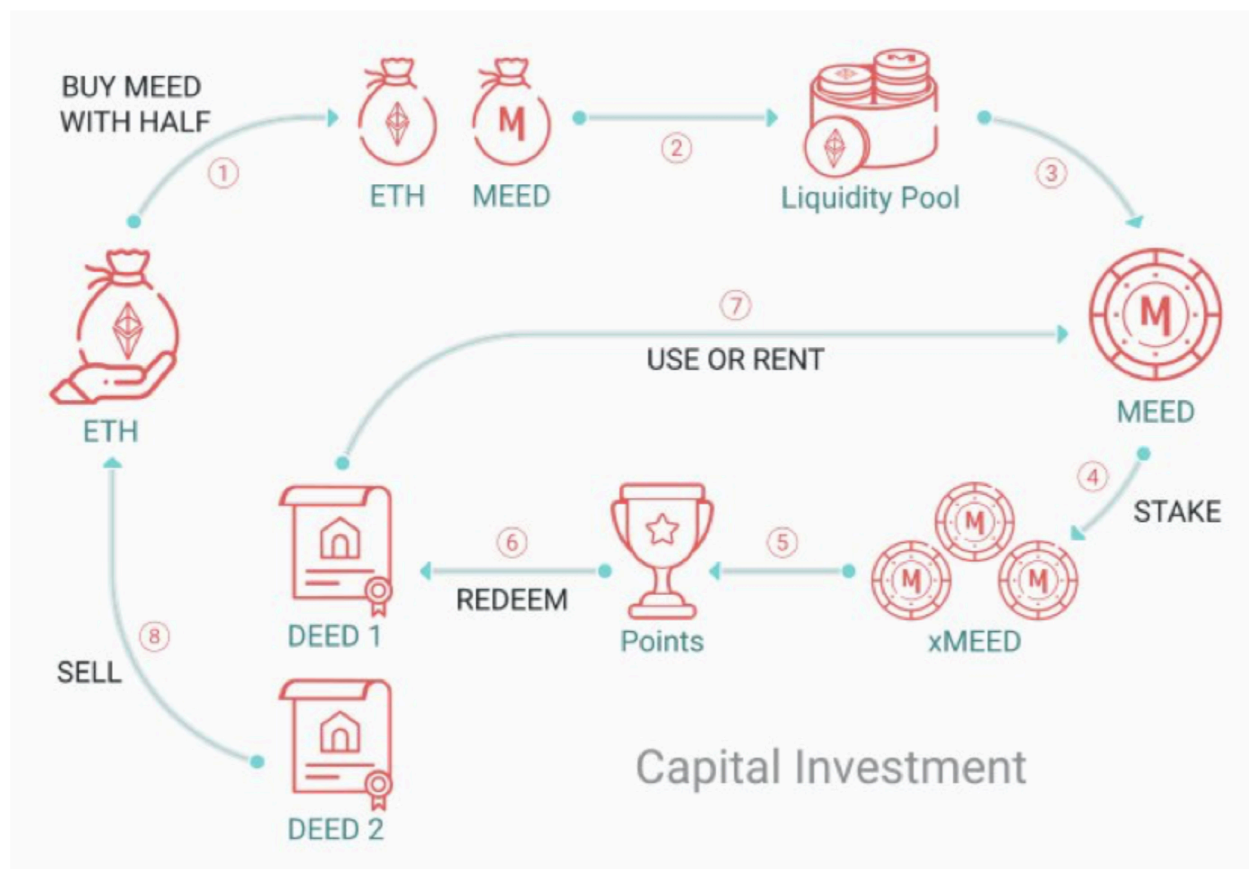 BUY MEED
WITH HALF
①
ETH
MEED
②
Liquidity Pool
③
ETH
⑦
USE OR RENT
M
MEED
④
STAKE
⑥
REDEEM
⑤
DEED 1
Points
xMEED
⑧
SELL
DEED 2
Capital Investment